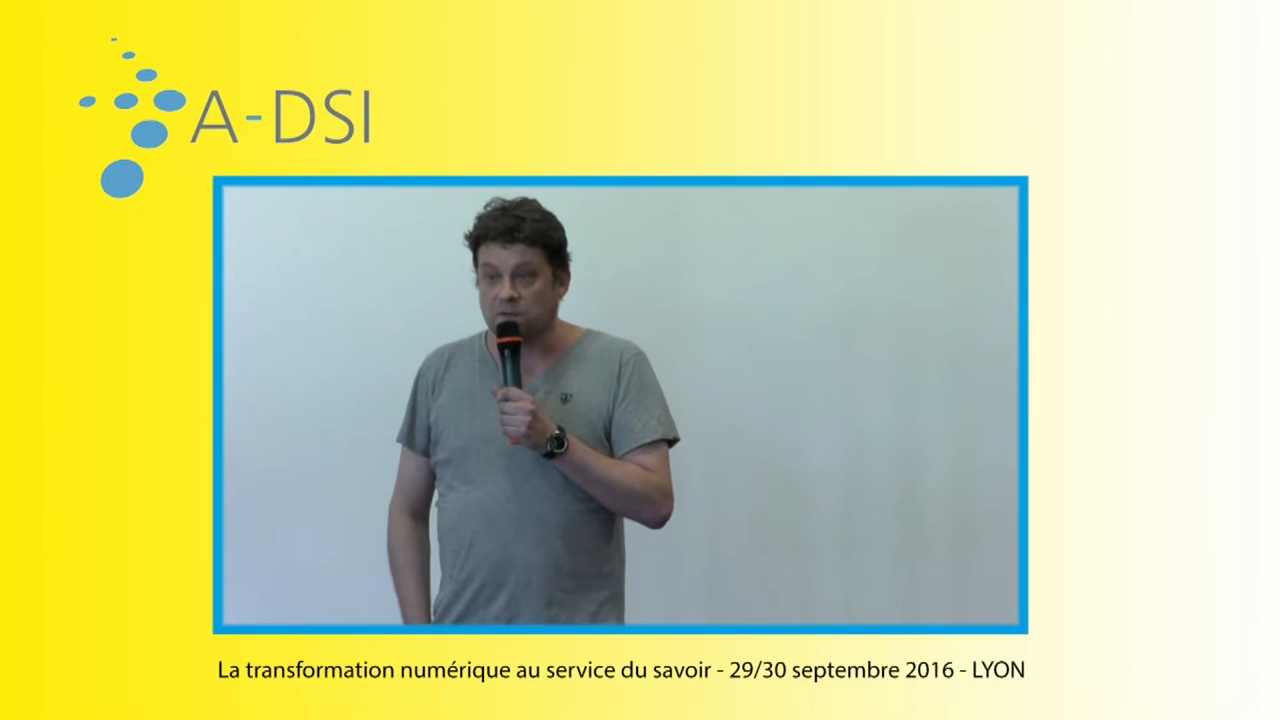 A-DSI
La transformation numérique au service du savoir - 29/30 septembre 2016 - LYON